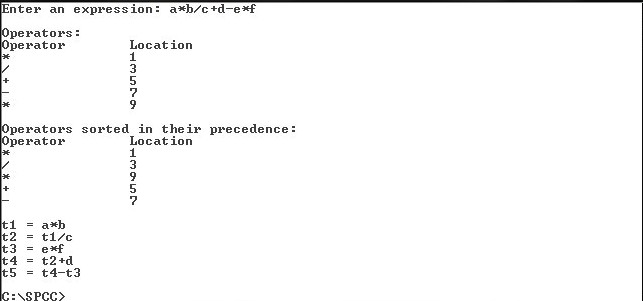 Enter an expression: a*b/c+d-e*f
Operators:
Operator Location
* 1
/ 3
+ 5
- 7
* 9
Operators sorted in their precedence:
Operator Location
* 1
/ 3
* 9
+ 5
- 7
t1 = a*b
t2 = t1/c
t3 = e*f
t4 = t2+d
t5 = t4-t3
C:\SPCC>